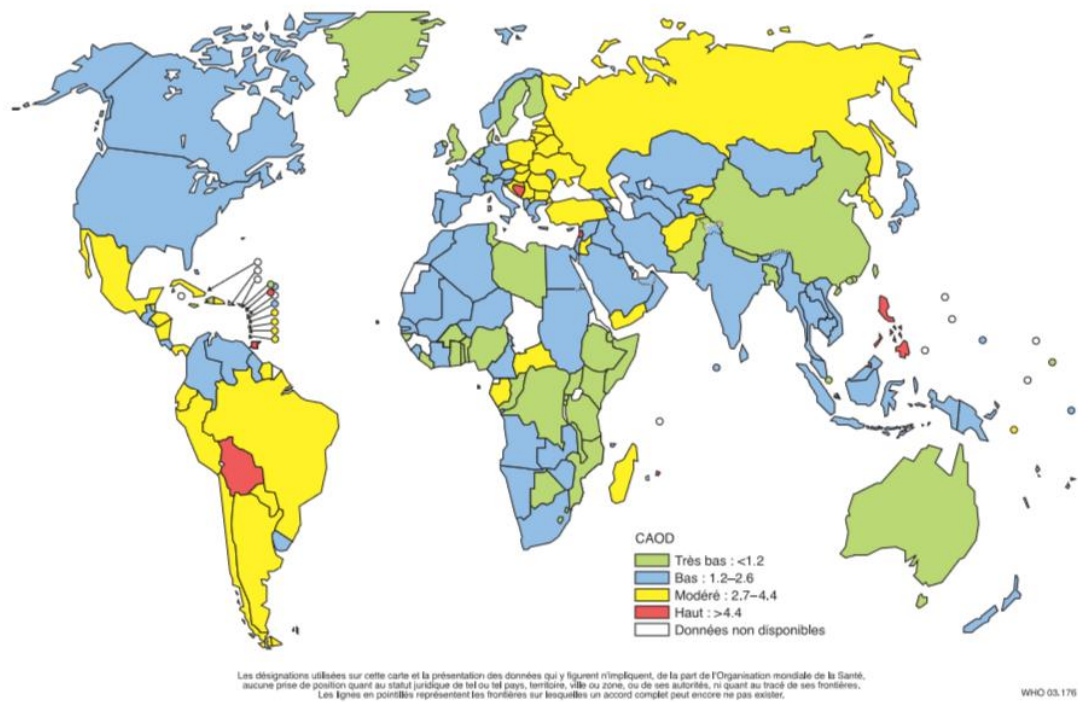 CAOD
Très bas : <1.2
Bas : 1.2–2.6
Modéré : 2.7–4.4
Haut : >4.4
Données non disponibles
Les désignations utilisées sur cette carte et la présentation des données qui y figurent n'impliquent, de la part de l'Organisation mondiale de la Santé,
aucune prise de position quant au statut juridique de tel ou tel pays, territoire, ville ou zone, ou de ses autorités, ni quant au tracé de ses frontières.
Les lignes en pointillés représentent les frontières sur lesquelles un accord complet peut encore ne pas exister.
WHO 03.176